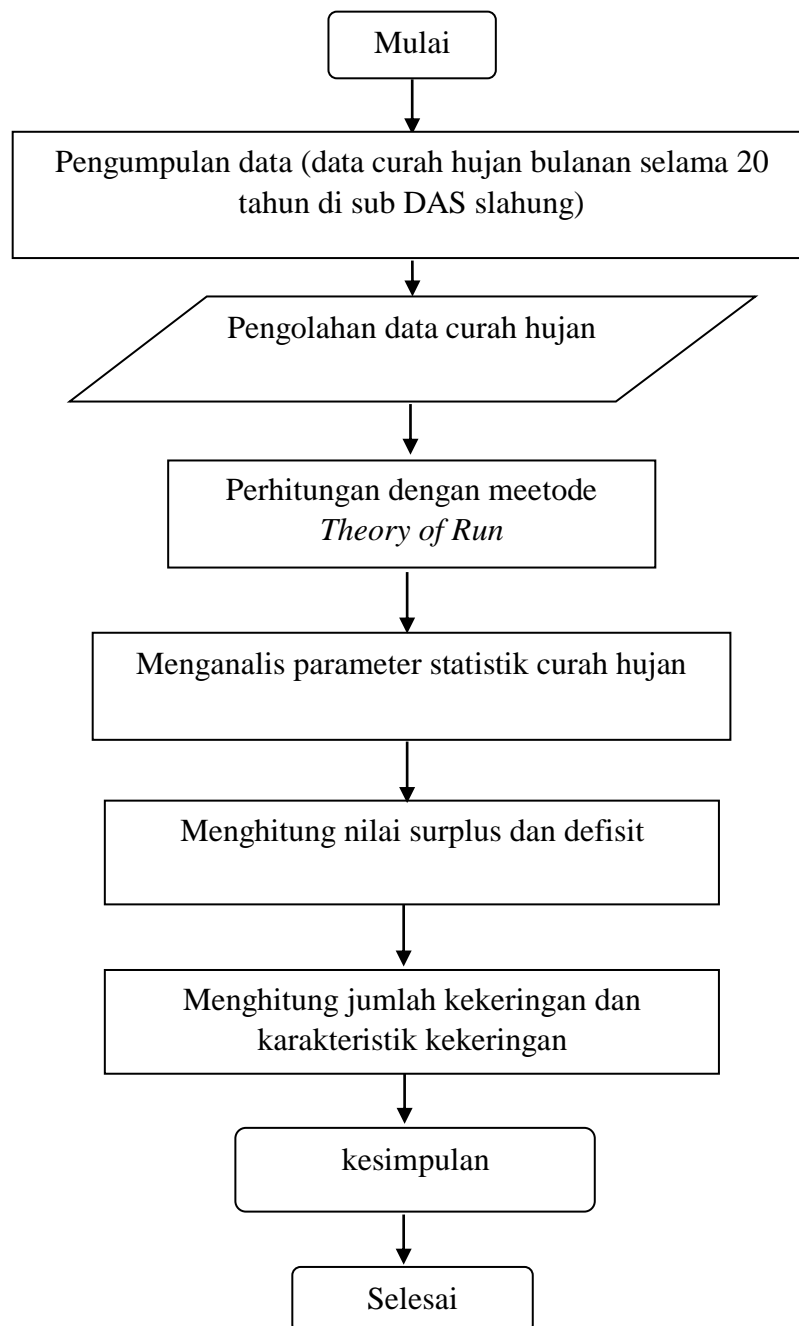 Mulai
Pengumpulan data (data curah hujan bulanan selama 20
tahun di sub DAS slahung)
Pengolahan data curah hujan
Perhitungan dengan meetode
Theory of Run
Menganalis parameter statistik curah hujan
Menghitung nilai surplus dan defisit
Menghitung jumlah kekeringan dan
karakteristik kekeringan
kesimpulan
Selesai